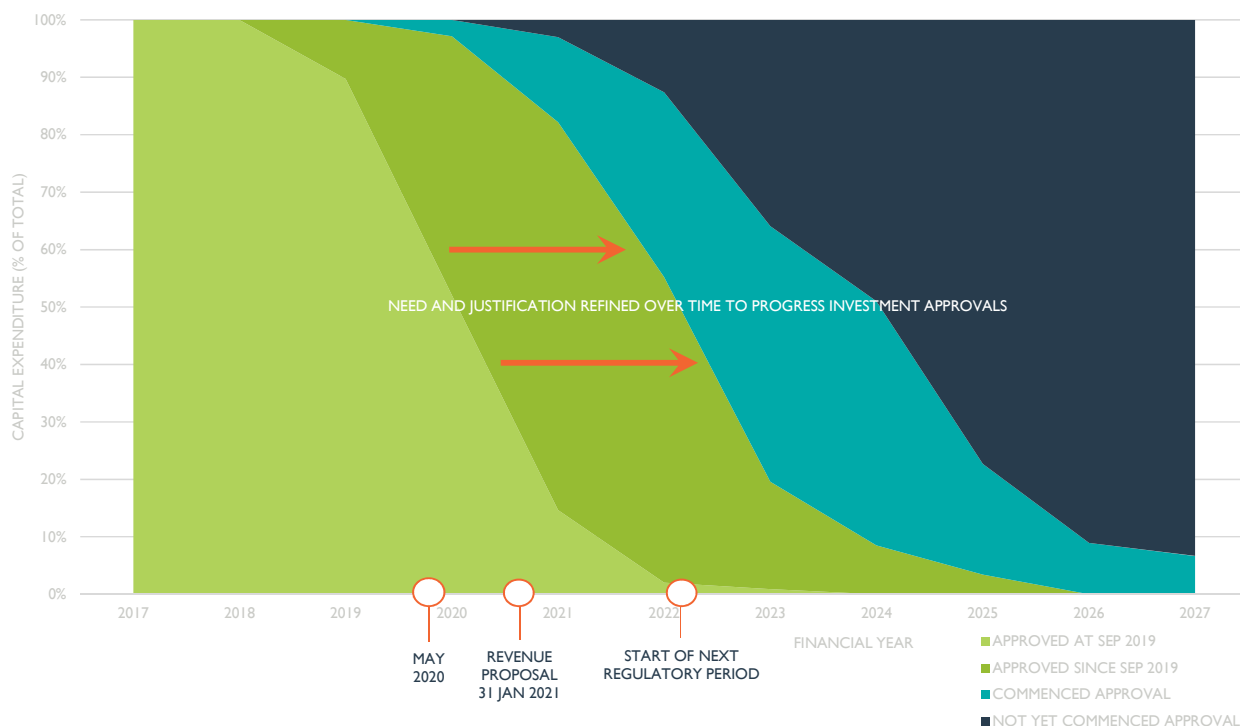 100%
90%
80%
70%
60%
50%
40%
30%
20%
10%
0%
CAPITAL EXPENDITURE (% OF TOTAL)
NEED AND JUSTIFICATION REFINED OVER TIME TO PROGRESS INVESTMENT APPROVALS
2017
2018
2019
2020
2021
2022
2023
2024
2025
2026
2027
FINANCIAL YEAR
MAY
2020
REVENUE
PROPOSAL
31 JAN 2021
START OF NEXT
REGULATORY PERIOD
APPROVED AT SEP 2019
APPROVED SINCE SEP 2019
COMMENCED APPROVAL
NOT YET COMMENCED APPROVAL